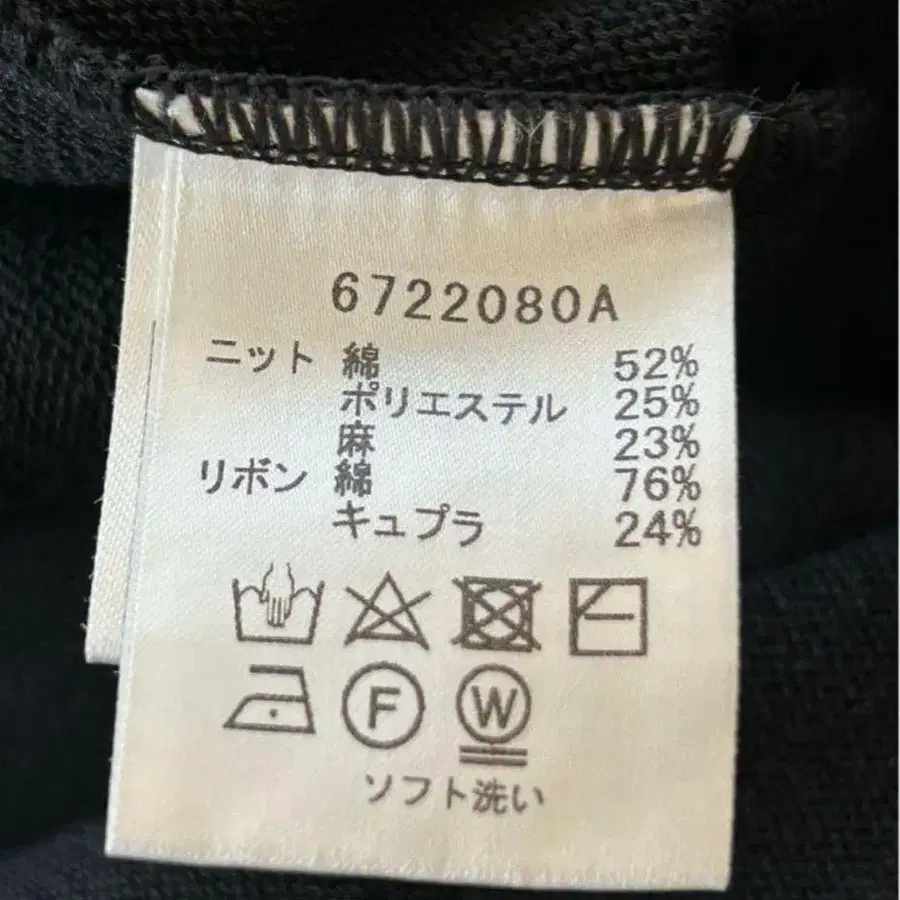 6722080A
ニット 綿 52%
ポリエステル 25%
麻 23%
リボン 綿 76%
キュプラ 24%
F W
ソフト洗い